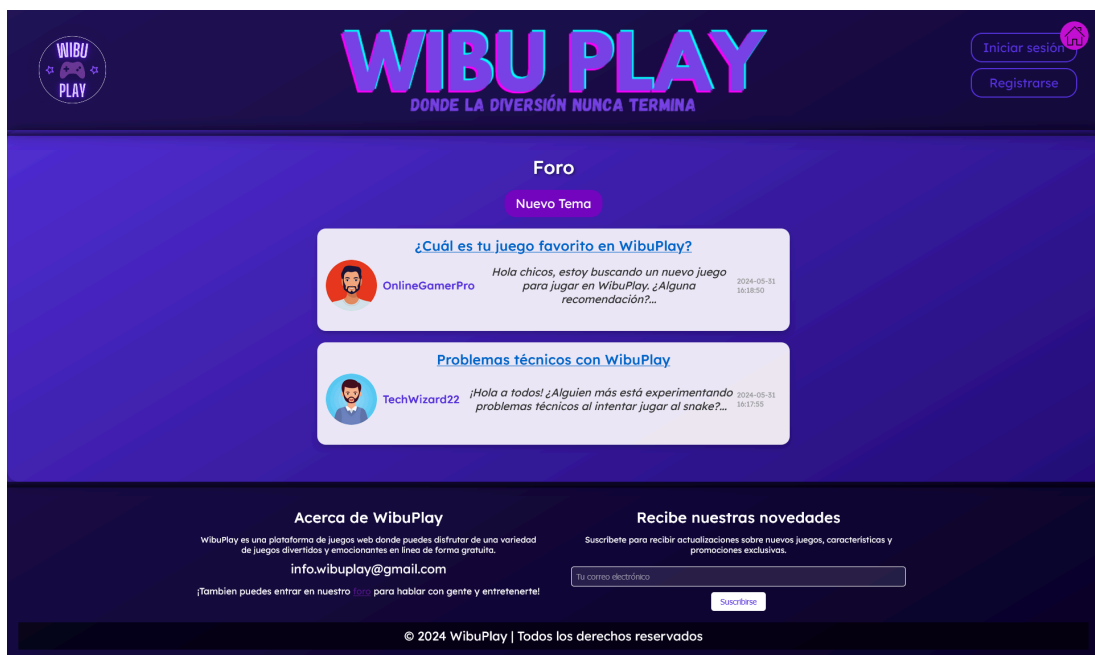 WIBU
PLAY
WIBU PLAY
DONDE LA DIVERSIÓN NUNCA TERMINA
Iniciar sesión
Registrarse
Foro
Nuevo Tema
¿Cuál es tu juego favorito en WibuPlay?
OnlineGamerPro
Hola chicos, estoy buscando un nuevo juego
para jugar en WibuPlay. ¿Alguna
recomendación?...
2024-05-31
16:18:50
Problemas técnicos con WibuPlay
TechWizard22
¡Hola a todos! ¿Alguien más está experimentando
problemas técnicos al intentar jugar al snake?...
2024-05-31
16:17:55
Acerca de WibuPlay
WibuPlay es una plataforma de juegos web donde puedes disfrutar de una variedad
de juegos divertidos y emocionantes en línea de forma gratuita.
info.wibuplay@gmail.com
¡Tambien puedes entrar en nuestro foro para hablar con gente y entretenerte!
Recibe nuestras novedades
Suscríbete para recibir actualizaciones sobre nuevos juegos, características y
promociones exclusivas.
Tu correo electrónico
Suscribirse
© 2024 WibuPlay | Todos los derechos reservados